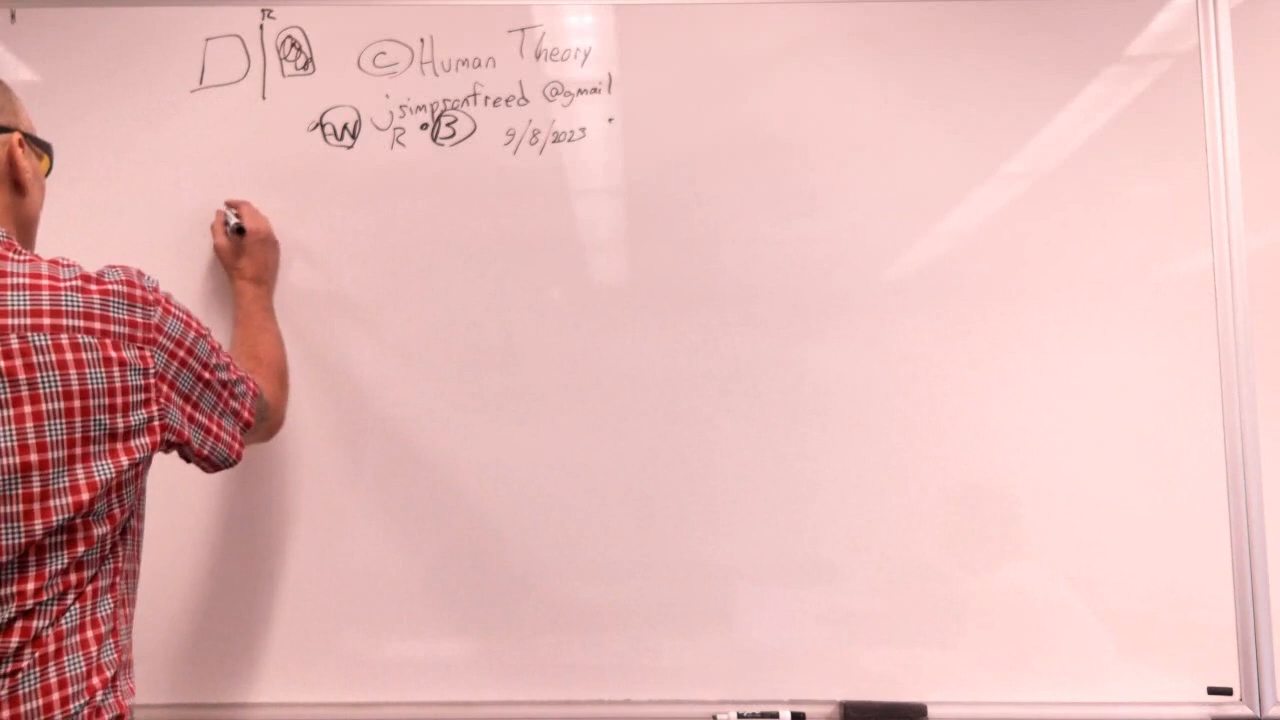 R
D | © Human Theory
jsimpsonfreed @gmail
W R • B 9/8/2023